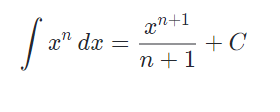 ∫ xⁿ dx = xⁿ⁺¹/(n + 1) + C